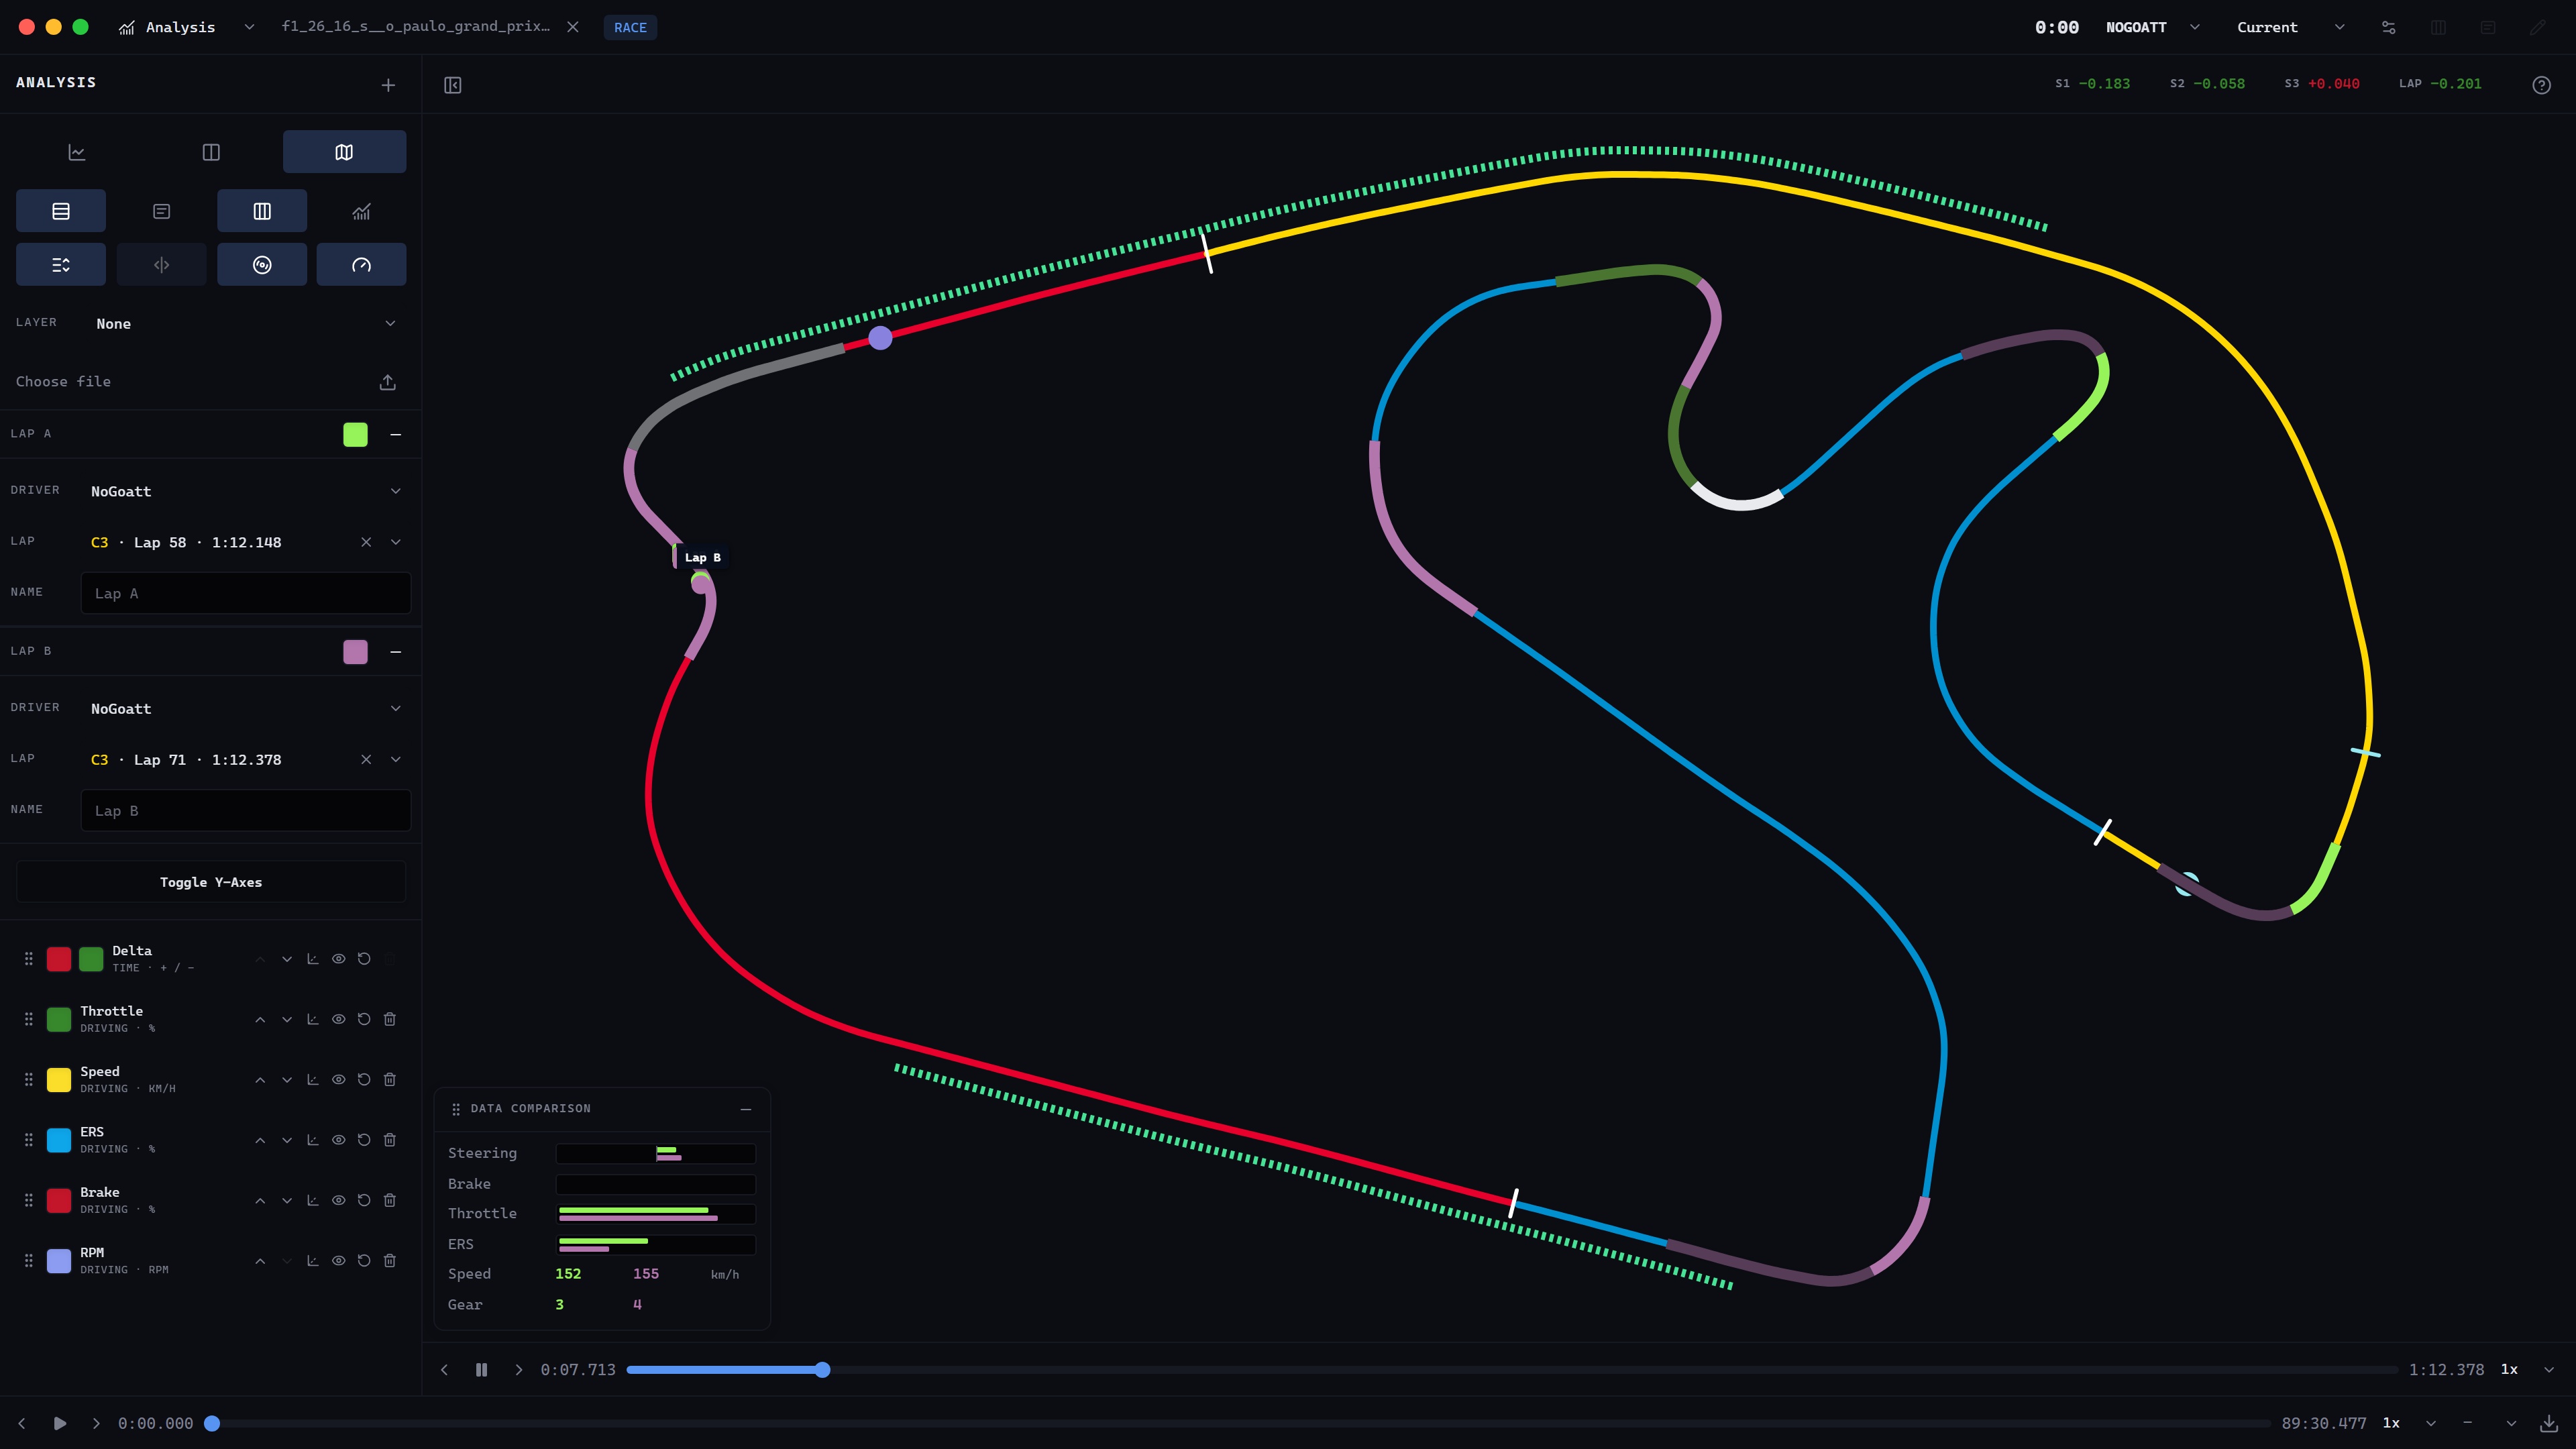 Analysis
f1_26_16_s__o_paulo_grand_prix…
RACE
0:00
NOGOATT
Current
ANALYSIS
S1 −0.183
S2 −0.058
S3 +0.040
LAP −0.201
LAYER
None
Choose file
LAP A
DRIVER
NoGoatt
LAP
C3 · Lap 58 · 1:12.148
NAME
Lap A
LAP B
DRIVER
NoGoatt
LAP
C3 · Lap 71 · 1:12.378
NAME
Lap B
Toggle Y-Axes
Delta
TIME · + / −
Throttle
DRIVING · %
Speed
DRIVING · KM/H
ERS
DRIVING · %
Brake
DRIVING · %
RPM
DRIVING · RPM
Lap B
DATA COMPARISON
Steering
Brake
Throttle
ERS
Speed 152 155 km/h
Gear 3 4
0:07.713
1:12.378
1x
0:00.000
89:30.477
1x
−